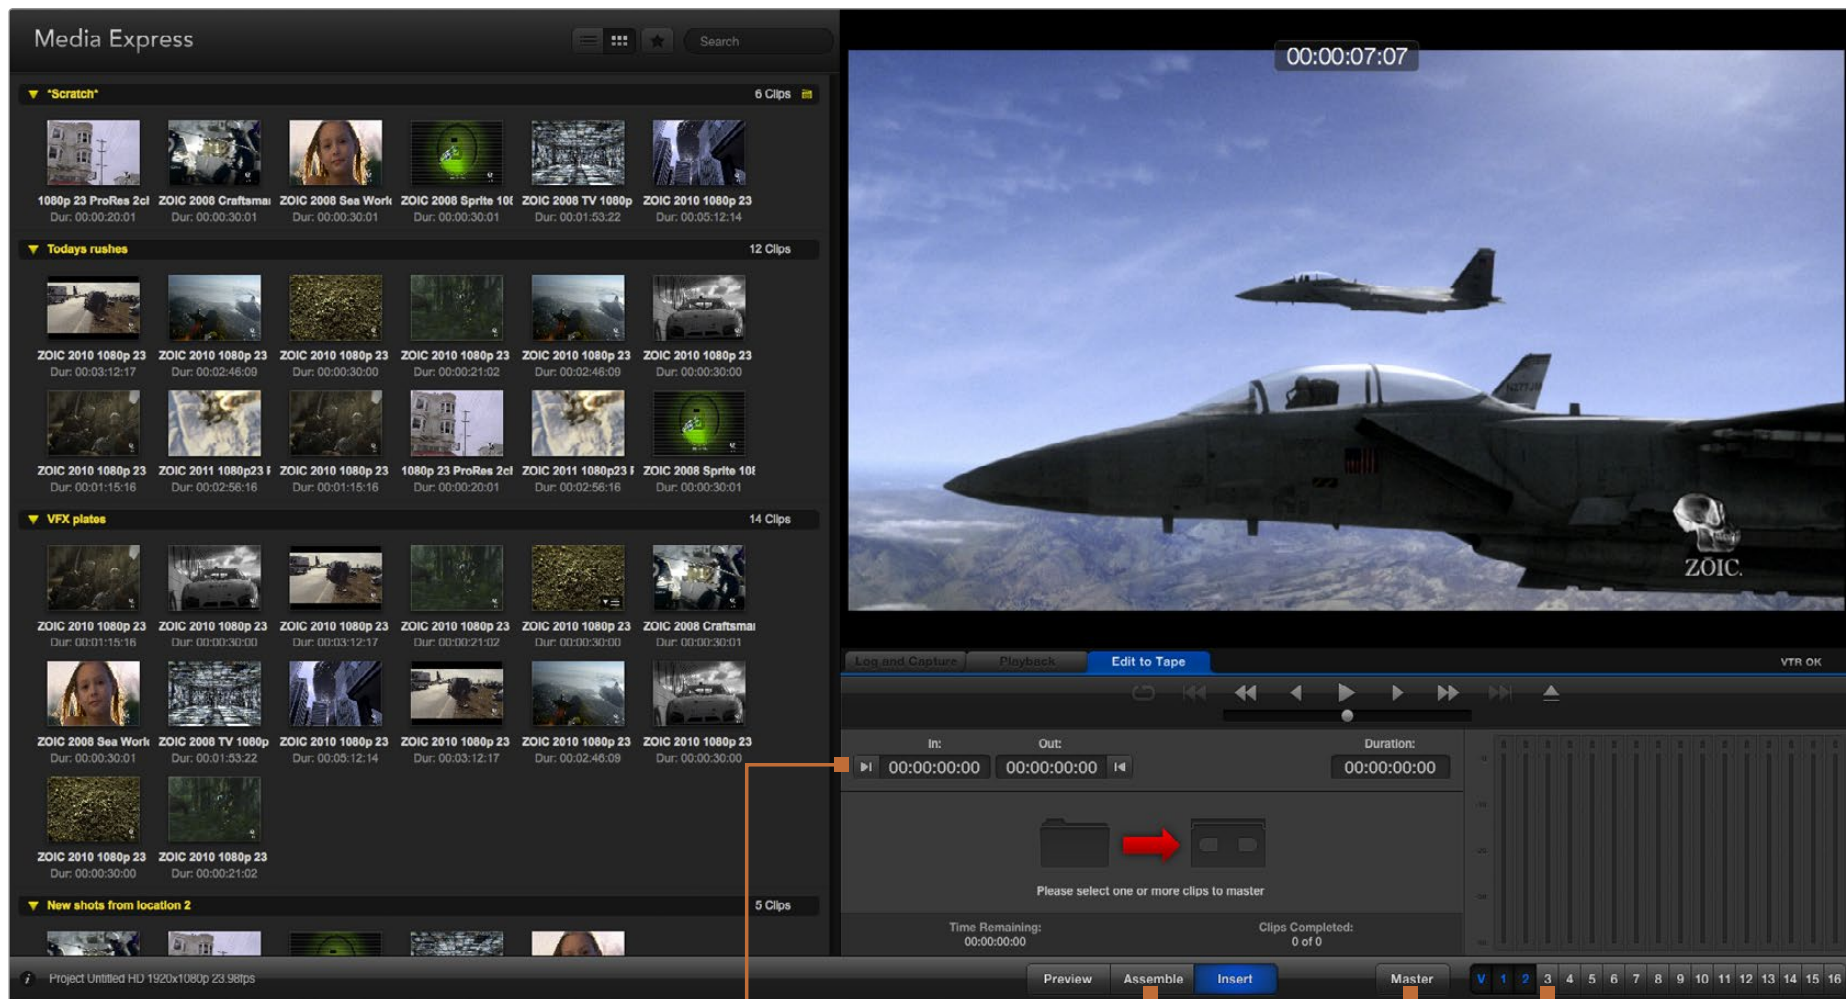 Media Express
Search
*Scratch* 6 Clips
1080p 23 ProRes 2cl ZOIC 2008 Craftsma ZOIC 2008 Sea Worl ZOIC 2008 Sprite 108 ZOIC 2008 TV 1080p ZOIC 2010 1080p 23
Dur: 00:00:20:01 Dur: 00:00:30:01 Dur: 00:00:30:01 Dur: 00:00:30:01 Dur: 00:01:53:22 Dur: 00:05:12:14
Todays rushes 12 Clips
ZOIC 2010 1080p 23 ZOIC 2010 1080p 23 ZOIC 2010 1080p 23 ZOIC 2010 1080p 23 ZOIC 2010 1080p 23 ZOIC 2010 1080p 23
Dur: 00:03:12:17 Dur: 00:02:46:09 Dur: 00:00:30:00 Dur: 00:00:21:02 Dur: 00:02:46:09 Dur: 00:00:30:00
ZOIC 2010 1080p 23 ZOIC 2011 1080p23 ZOIC 2010 1080p 23 1080p 23 ProRes 2cl ZOIC 2011 1080p23 ZOIC 2008 Sprite 108
Dur: 00:01:15:16 Dur: 00:02:56:16 Dur: 00:01:15:16 Dur: 00:00:20:01 Dur: 00:02:56:16 Dur: 00:00:30:01
VFX plates 14 Clips
ZOIC 2010 1080p 23 ZOIC 2010 1080p 23 ZOIC 2010 1080p 23 ZOIC 2010 1080p 23 ZOIC 2010 1080p 23 ZOIC 2008 Craftsma
Dur: 00:01:15:16 Dur: 00:00:30:00 Dur: 00:03:12:17 Dur: 00:00:21:02 Dur: 00:00:30:00 Dur: 00:00:30:01
ZOIC 2008 Sea Worl ZOIC 2008 TV 1080p ZOIC 2010 1080p 23 ZOIC 2010 1080p 23 ZOIC 2010 1080p 23 ZOIC 2010 1080p 23
Dur: 00:00:30:01 Dur: 00:01:53:22 Dur: 00:05:12:14 Dur: 00:03:12:17 Dur: 00:02:46:09 Dur: 00:00:30:00
ZOIC 2010 1080p 23 ZOIC 2010 1080p 23
Dur: 00:00:30:00 Dur: 00:00:21:02
New shots from location 2 5 Clips
Project Untitled HD 1920x1080p 23.98fps
00:00:07:07
ZOIC.
Log and Capture Playback Edit to Tape VTR OK
In: Out: Duration:
00:00:00:00 00:00:00:00 00:00:00:00
Please select one or more clips to master
Time Remaining: Clips Completed:
00:00:00:00 0 of 0
Preview Assemble Insert Master V 1 2 3 4 5 6 7 8 9 10 11 12 13 14 15 16